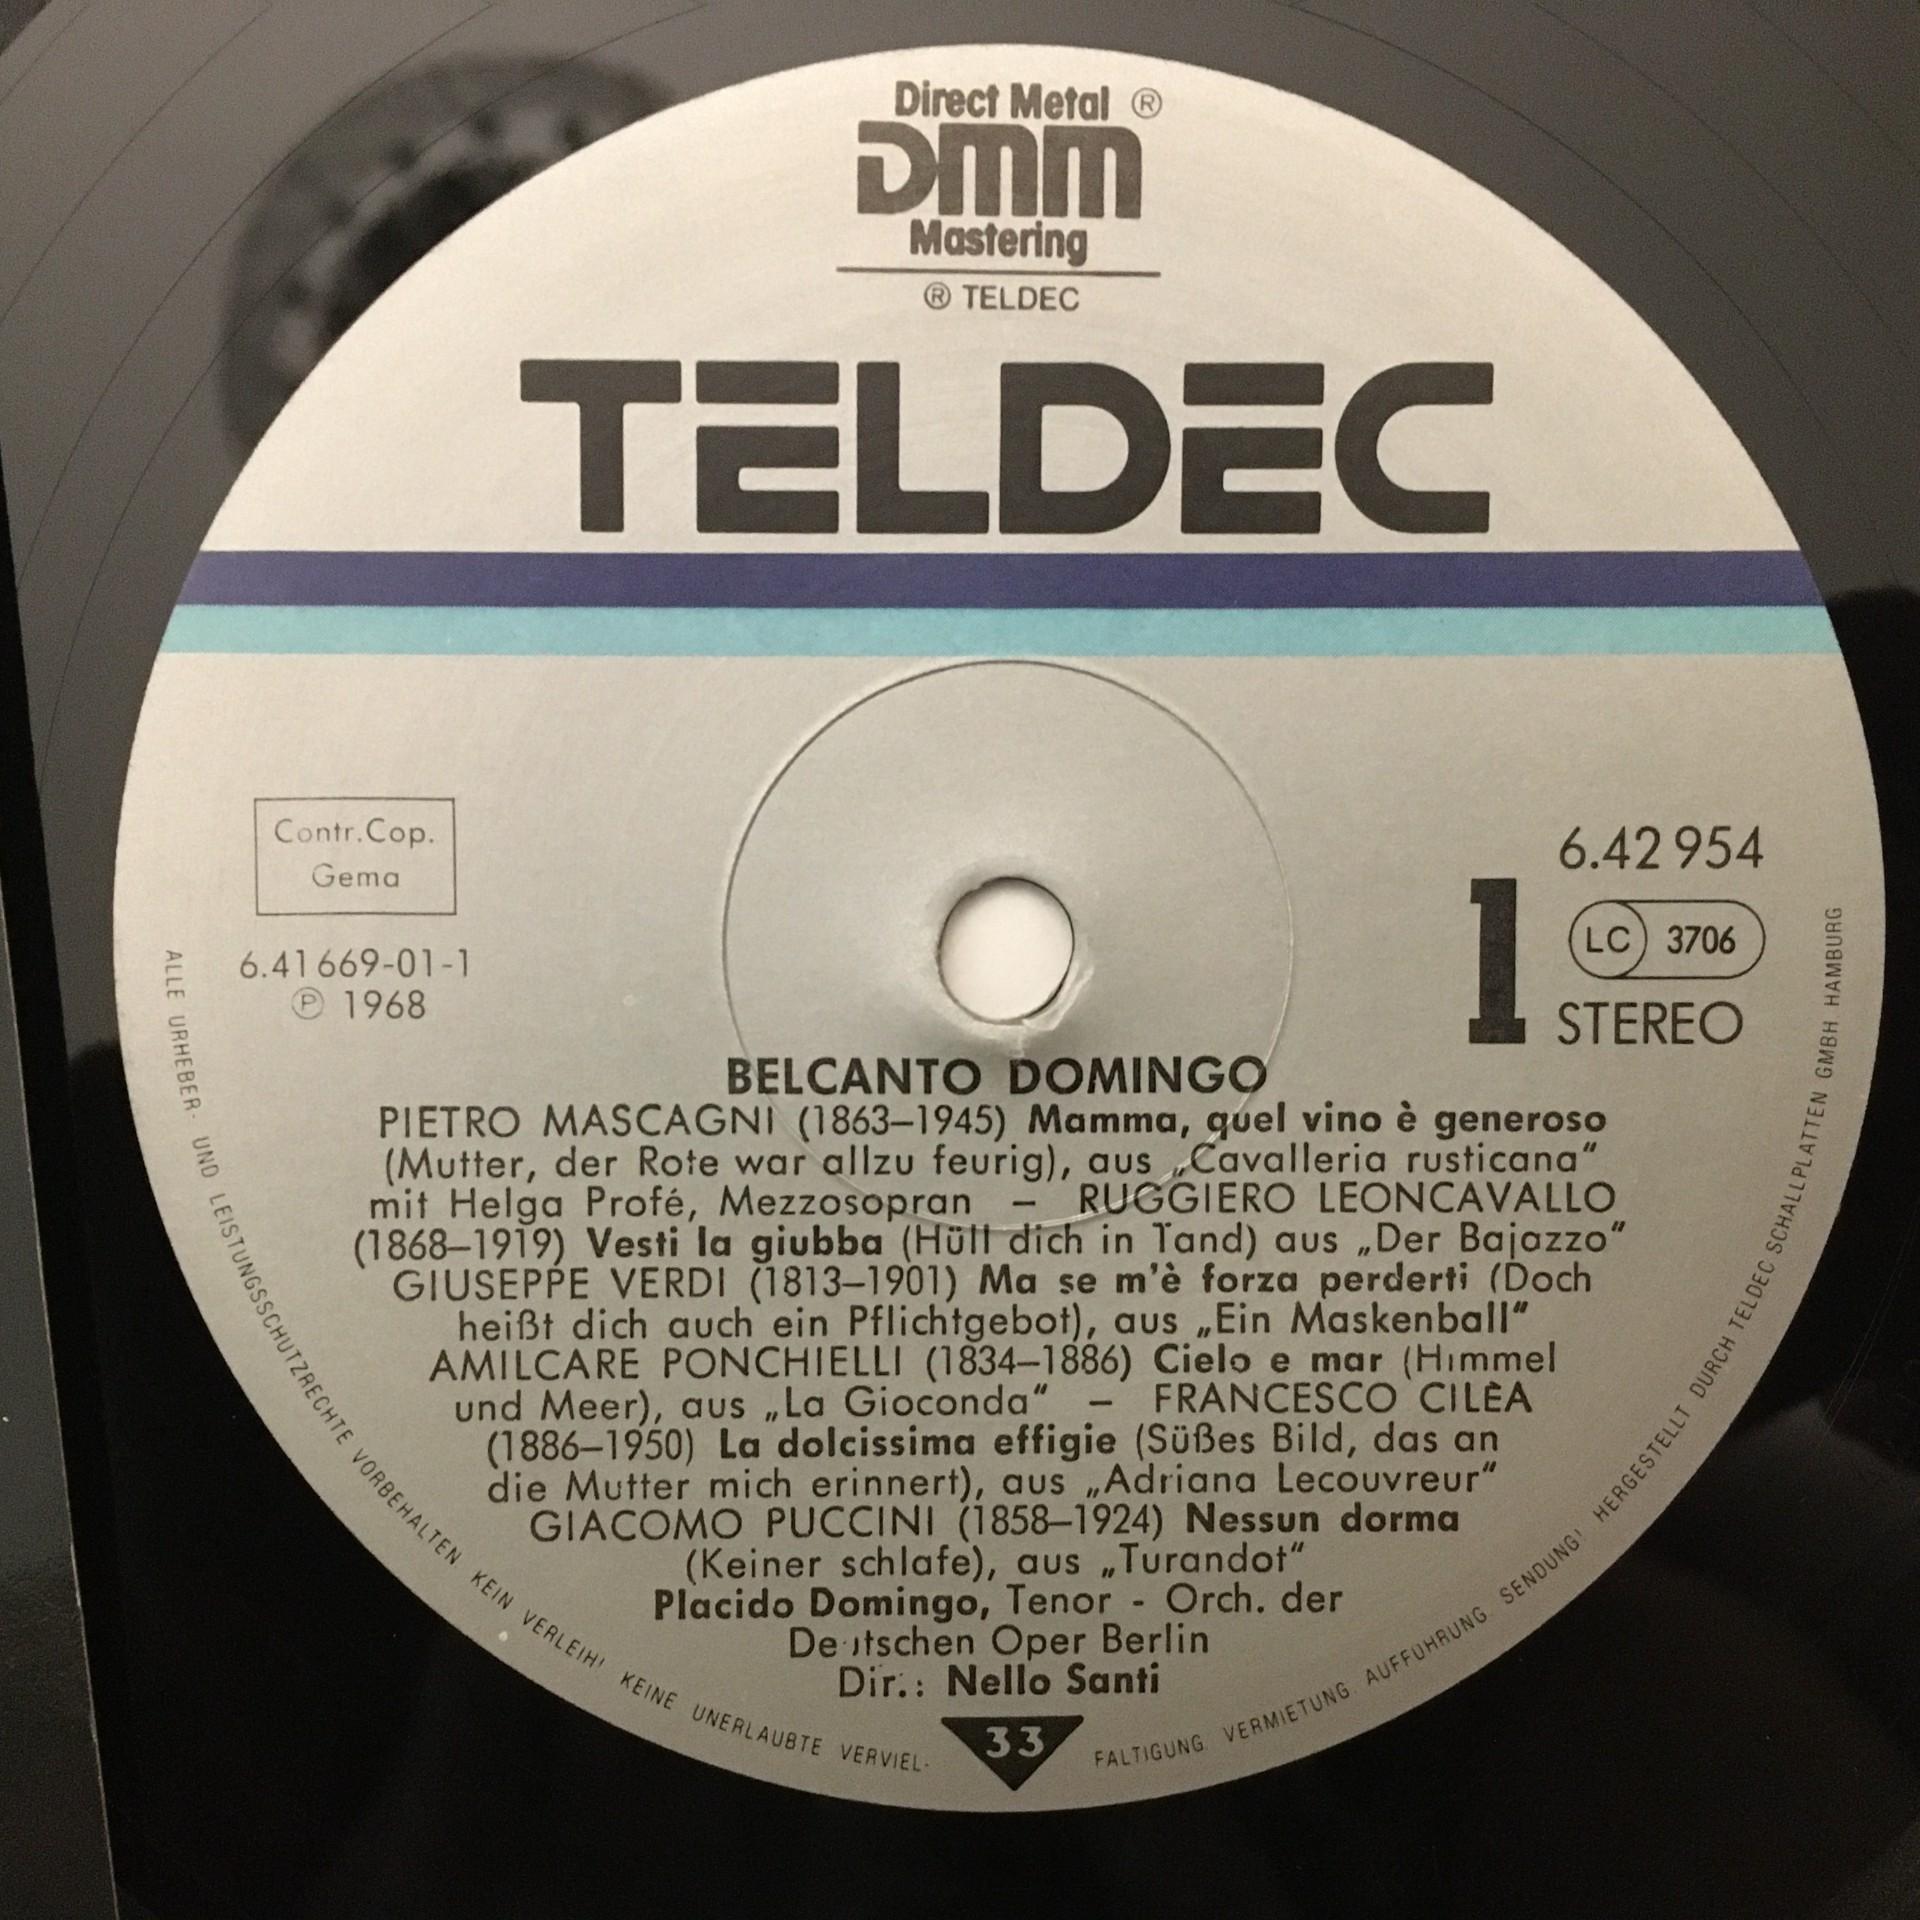 Direct Metal ®
DMM
Mastering
® TELDEC
TELDEC
Contr.Cop.
Gema
6.41669-01-1
Ⓟ 1968
6.42 954
1
LC 3706
STEREO
BELCANTO DOMINGO
PIETRO MASCAGNI (1863–1945) Mamma, quel vino è generoso
(Mutter, der Rote war allzu feurig), aus „Cavalleria rusticana“
mit Helga Profé, Mezzosopran – RUGGIERO LEONCAVALLO
(1868–1919) Vesti la giubba (Hüll dich in Tand) aus „Der Bajazzo“
GIUSEPPE VERDI (1813–1901) Ma se m'è forza perderti (Doch
heißt dich auch ein Pflichtgebot), aus „Ein Maskenball“
AMILCARE PONCHIELLI (1834–1886) Cielo e mar (Himmel
und Meer), aus „La Gioconda“ – FRANCESCO CILÈA
(1886–1950) La dolcissima effigie (Süßes Bild, das an
die Mutter mich erinnert), aus „Adriana Lecouvreur“
GIACOMO PUCCINI (1858–1924) Nessun dorma
(Keiner schlafe), aus „Turandot“
Placido Domingo, Tenor - Orch. der
Deutschen Oper Berlin
Dir.: Nello Santi
33
ALLE URHEBER- UND LEISTUNGSSCHUTZRECHTE VORBEHALTEN. KEIN VERLEIH! KEINE UNERLAUBTE VERVIEL- FALTIGUNG. VERMIETUNG. AUFFÜHRUNG. SENDUNG! HERGESTELLT DURCH TELDEC SCHALLPLATTEN GMBH HAMBURG